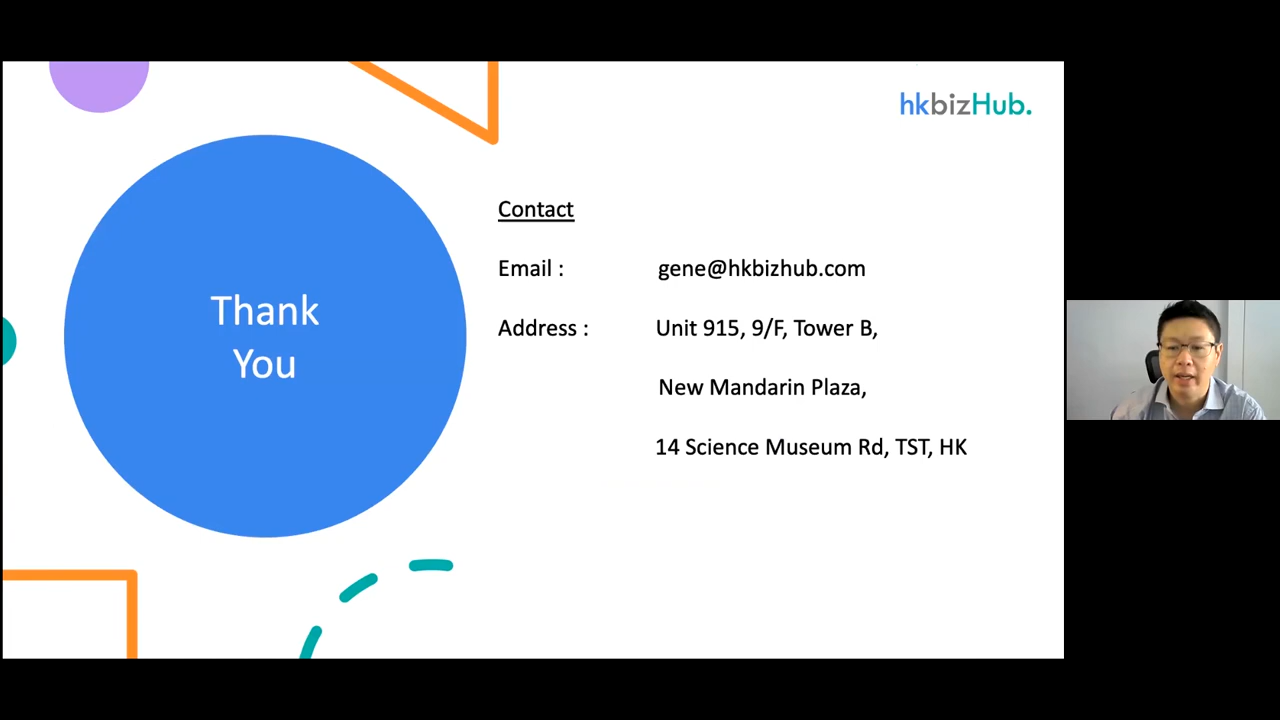 hkbizHub.
Thank
You
Contact
Email : gene@hkbizhub.com
Address : Unit 915, 9/F, Tower B,
New Mandarin Plaza,
14 Science Museum Rd, TST, HK